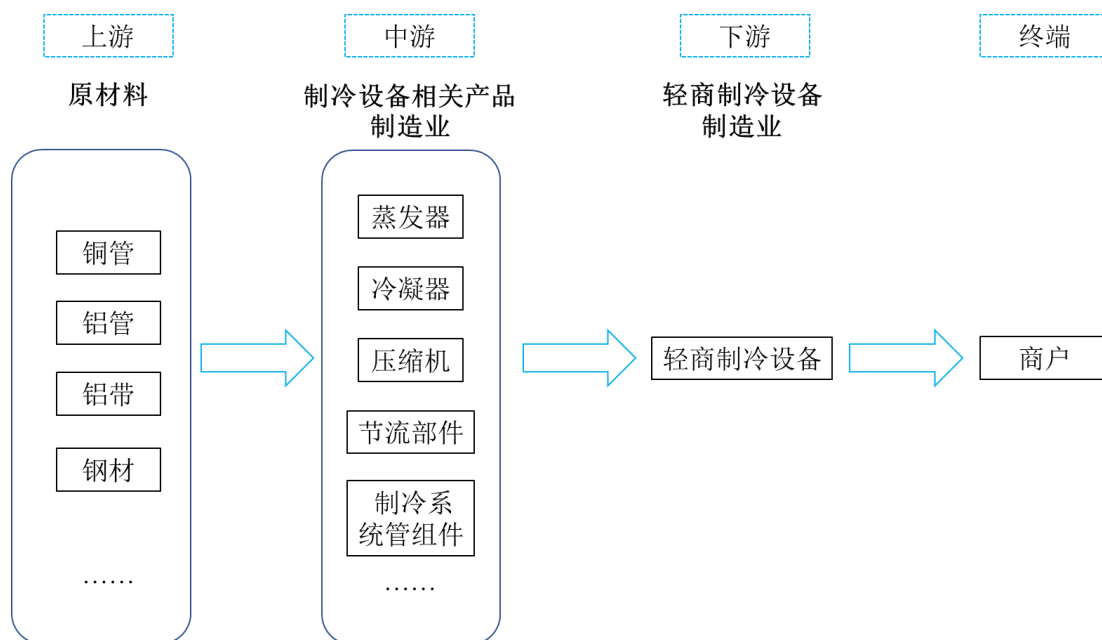 上游
中游
下游
终端
原材料
制冷设备相关产品
制造业
轻商制冷设备
制造业
铜管
铝管
铝带
钢材
……
蒸发器
冷凝器
压缩机
节流部件
制冷系
统管组件
……
轻商制冷设备
商户